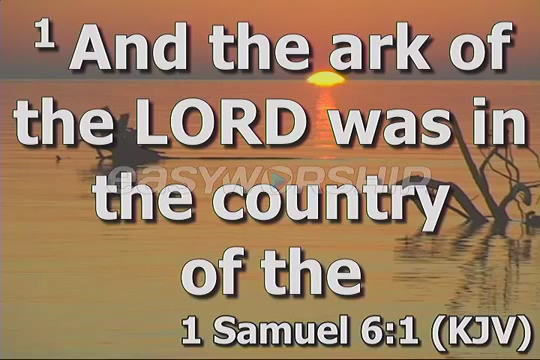 1 And the ark of
the LORD was in
EASYWORSHIP
the country
of the
1 Samuel 6:1 (KJV)